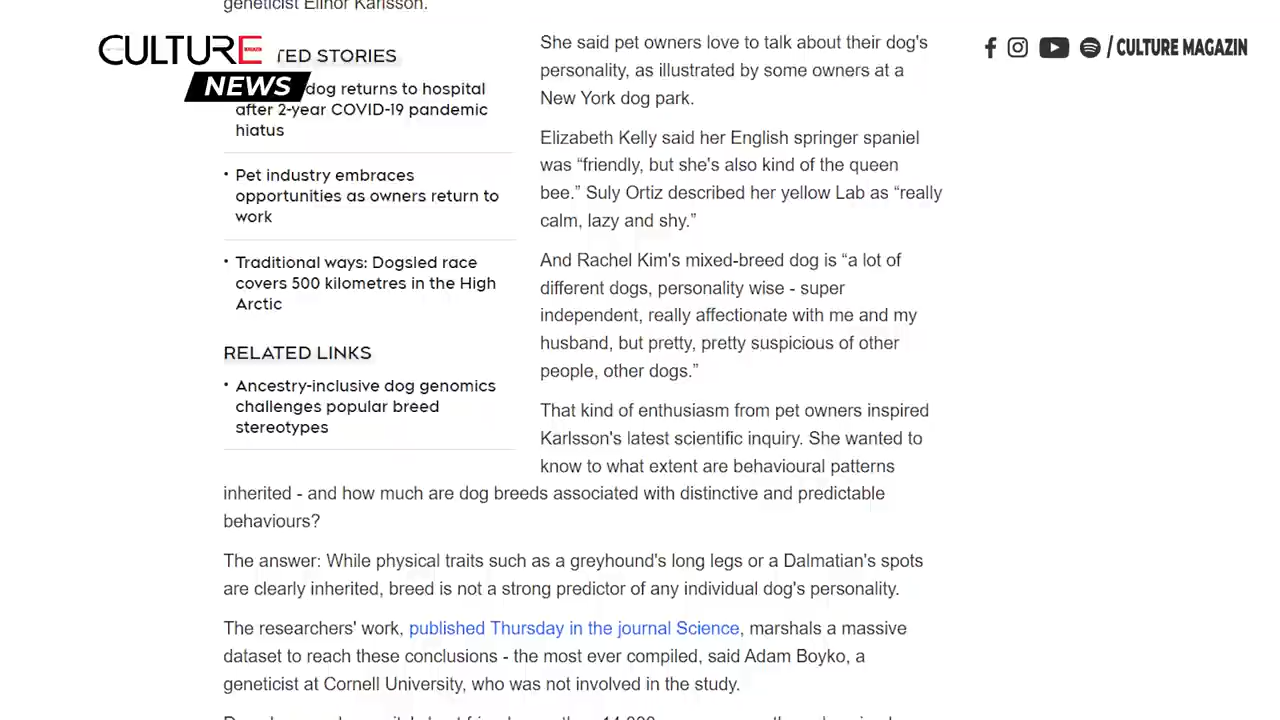 geneticist Elinor Karlsson.
CULTURE
NEWS
/ CULTURE MAGAZIN
TED STORIES
dog returns to hospital
after 2-year COVID-19 pandemic
hiatus
• Pet industry embraces
opportunities as owners return to
work
• Traditional ways: Dogsled race
covers 500 kilometres in the High
Arctic
RELATED LINKS
• Ancestry-inclusive dog genomics
challenges popular breed
stereotypes
She said pet owners love to talk about their dog's
personality, as illustrated by some owners at a
New York dog park.
Elizabeth Kelly said her English springer spaniel
was “friendly, but she's also kind of the queen
bee.” Suly Ortiz described her yellow Lab as “really
calm, lazy and shy.”
And Rachel Kim's mixed-breed dog is “a lot of
different dogs, personality wise - super
independent, really affectionate with me and my
husband, but pretty, pretty suspicious of other
people, other dogs.”
That kind of enthusiasm from pet owners inspired
Karlsson's latest scientific inquiry. She wanted to
know to what extent are behavioural patterns
inherited - and how much are dog breeds associated with distinctive and predictable
behaviours?
The answer: While physical traits such as a greyhound's long legs or a Dalmatian's spots
are clearly inherited, breed is not a strong predictor of any individual dog's personality.
The researchers' work, published Thursday in the journal Science, marshals a massive
dataset to reach these conclusions - the most ever compiled, said Adam Boyko, a
geneticist at Cornell University, who was not involved in the study.